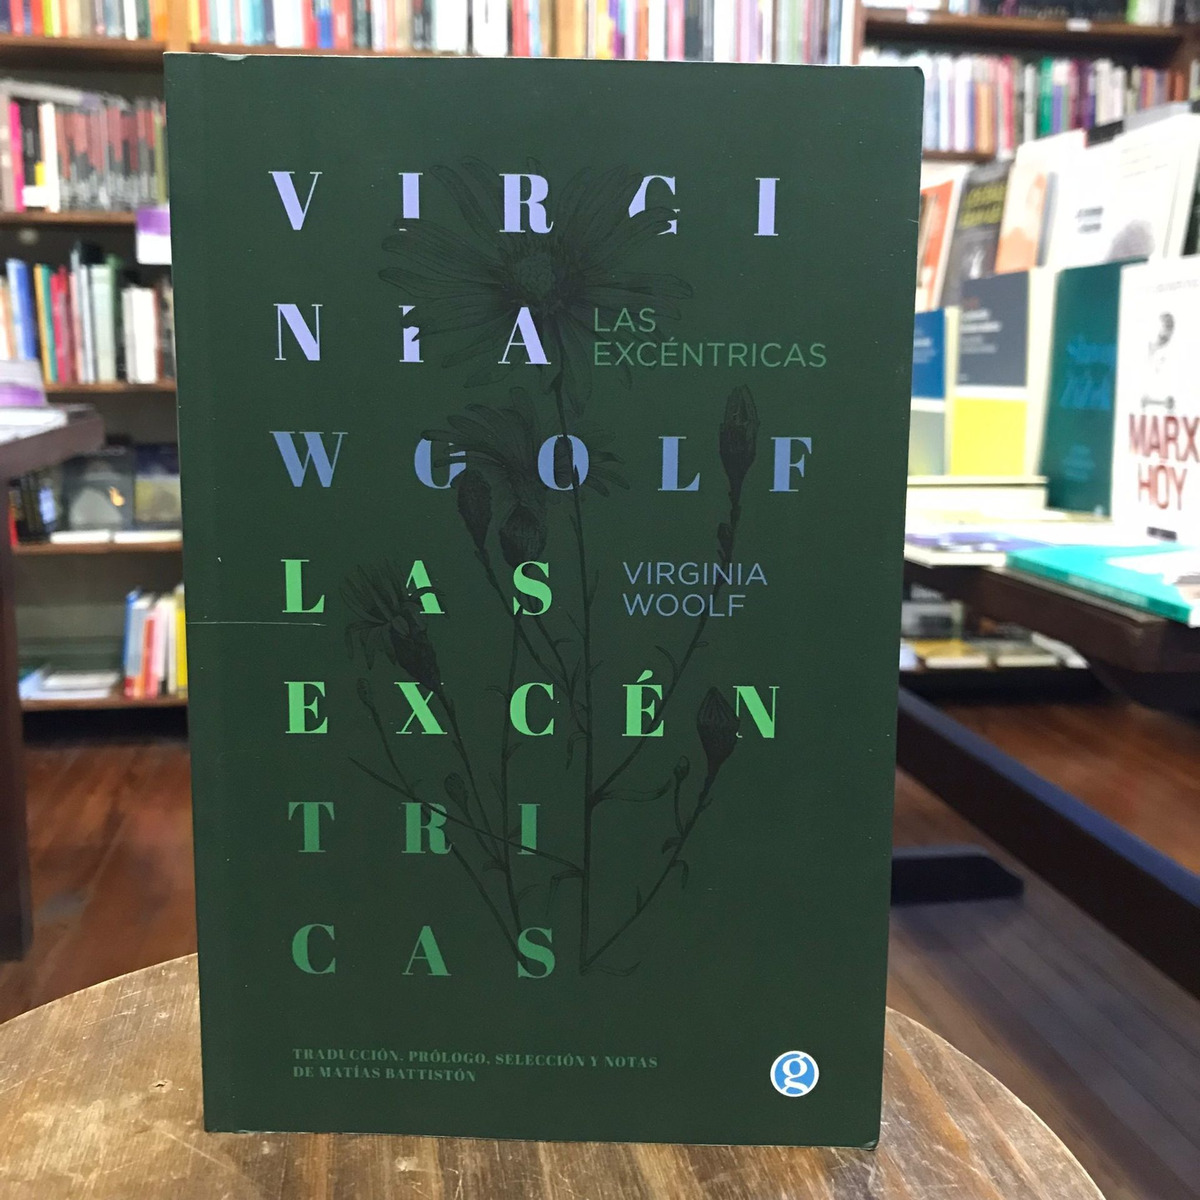 VIRGI
NIA
LAS
EXCÉNTRICAS
WOOLF
LAS
VIRGINIA
WOOLF
EXCÉN
TRI
CAS
TRADUCCIÓN, PRÓLOGO, SELECCIÓN Y NOTAS
DE MATÍAS BATTISTÓN
g
MARX
HOY